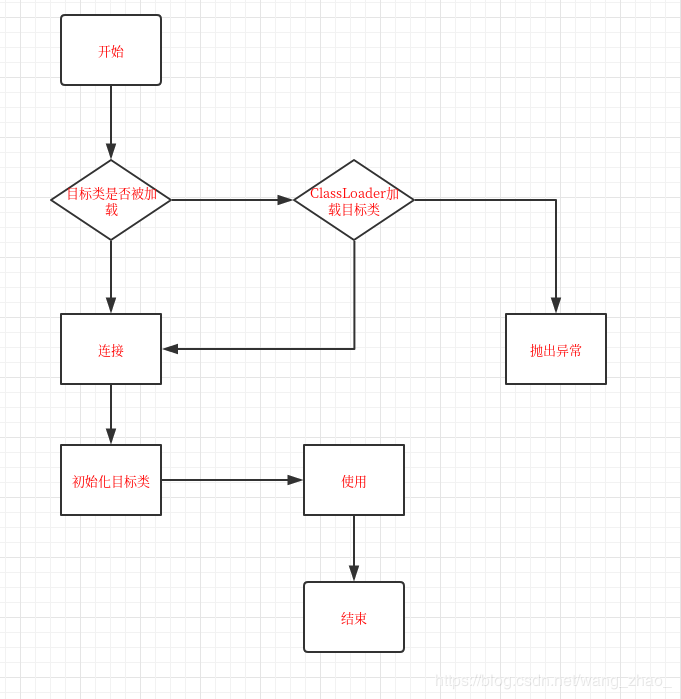 开始
目标类是否被加
载
ClassLoader加
载目标类
连接
抛出异常
初始化目标类
使用
结束
https://blog.csdn.net/wang_zhao_